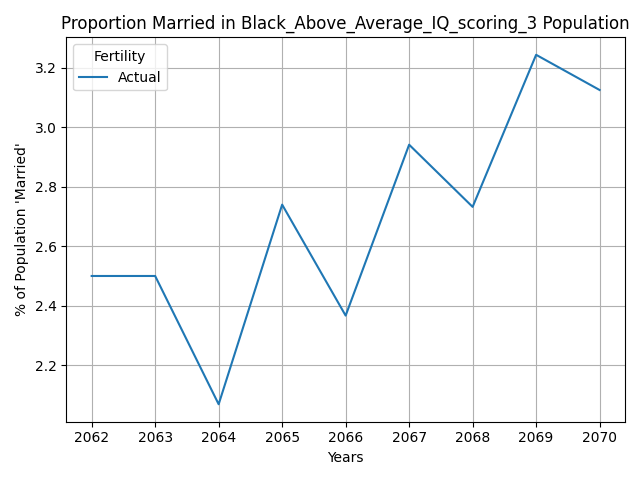 Proportion Married in Black_Above_Average_IQ_scoring_3 Population
Fertility
Actual
3.2
3.0
2.8
2.6
2.4
2.2
% of Population 'Married'
2062 2063 2064 2065 2066 2067 2068 2069 2070
Years